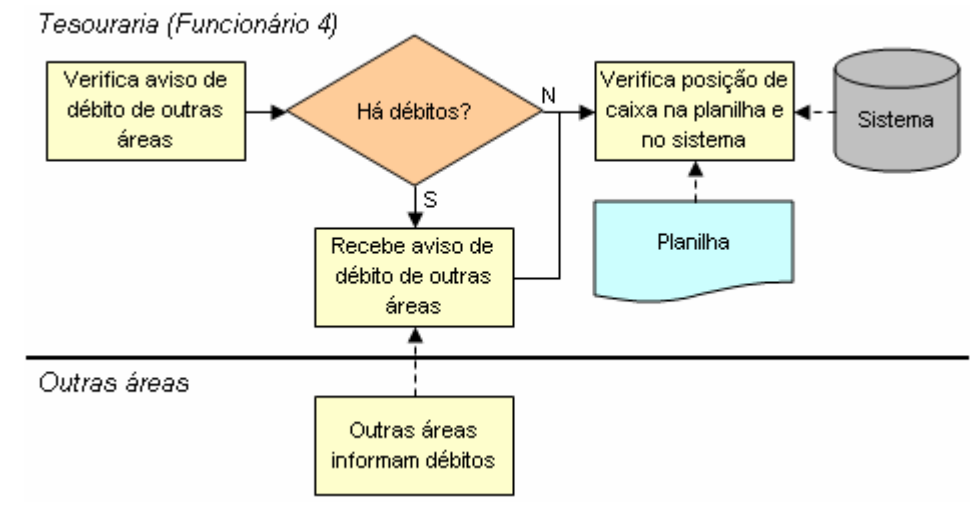 Tesouraria (Funcionário 4)
Verifica aviso de
débito de outras
áreas
Há débitos?
N
Verifica posição de
caixa na planilha e
no sistema
Sistema
S
Recebe aviso de
débito de outras
áreas
Planilha
Outras áreas
Outras áreas
informam débitos